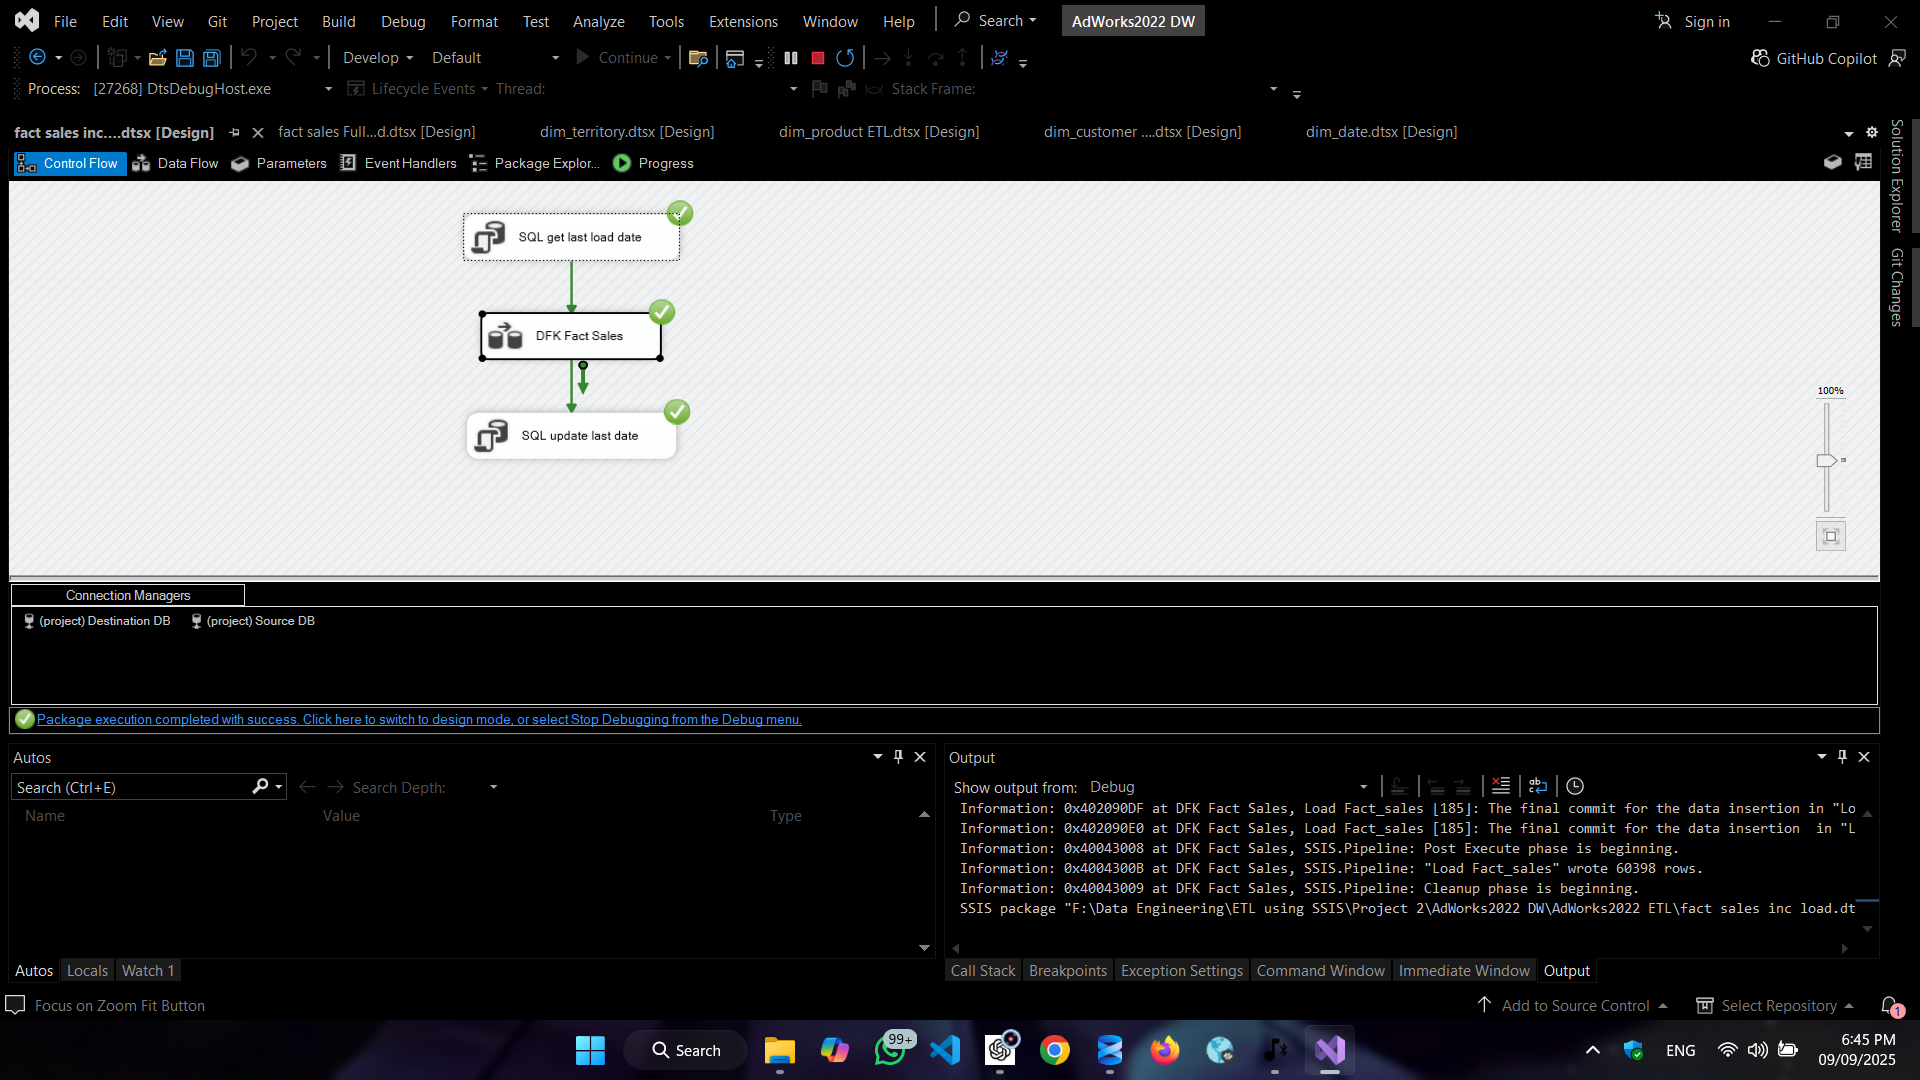 File Edit View Git Project Build Debug Format Test Analyze Tools Extensions Window Help Search AdWorks2022 DW Sign in
Develop Default Continue GitHub Copilot
Process: [27268] DtsDebugHost.exe Lifecycle Events Thread: Stack Frame:
fact sales inc....dtsx [Design] fact sales Full...d.dtsx [Design] dim_territory.dtsx [Design] dim_product ETL.dtsx [Design] dim_customer ....dtsx [Design] dim_date.dtsx [Design]
Control Flow Data Flow Parameters Event Handlers Package Explor... Progress
Solution Explorer
Git Changes
SQL get last load date
DFK Fact Sales
SQL update last date
100%
Connection Managers
(project) Destination DB (project) Source DB
Package execution completed with success. Click here to switch to design mode, or select Stop Debugging from the Debug menu.
Autos
Search (Ctrl+E) Search Depth:
Name Value Type
Autos Locals Watch 1
Output
Show output from: Debug
Information: 0x402090DF at DFK Fact Sales, Load Fact_sales [185]: The final commit for the data insertion in "Lo
Information: 0x402090E0 at DFK Fact Sales, Load Fact_sales [185]: The final commit for the data insertion  in "L
Information: 0x40043008 at DFK Fact Sales, SSIS.Pipeline: Post Execute phase is beginning.
Information: 0x4004300B at DFK Fact Sales, SSIS.Pipeline: "Load Fact_sales" wrote 60398 rows.
Information: 0x40043009 at DFK Fact Sales, SSIS.Pipeline: Cleanup phase is beginning.
SSIS package "F:\Data Engineering\ETL using SSIS\Project 2\AdWorks2022 DW\AdWorks2022 ETL\fact sales inc load.dt
Call Stack Breakpoints Exception Settings Command Window Immediate Window Output
Focus on Zoom Fit Button Add to Source Control Select Repository 1
Search 99+ ENG 6:45 PM
09/09/2025